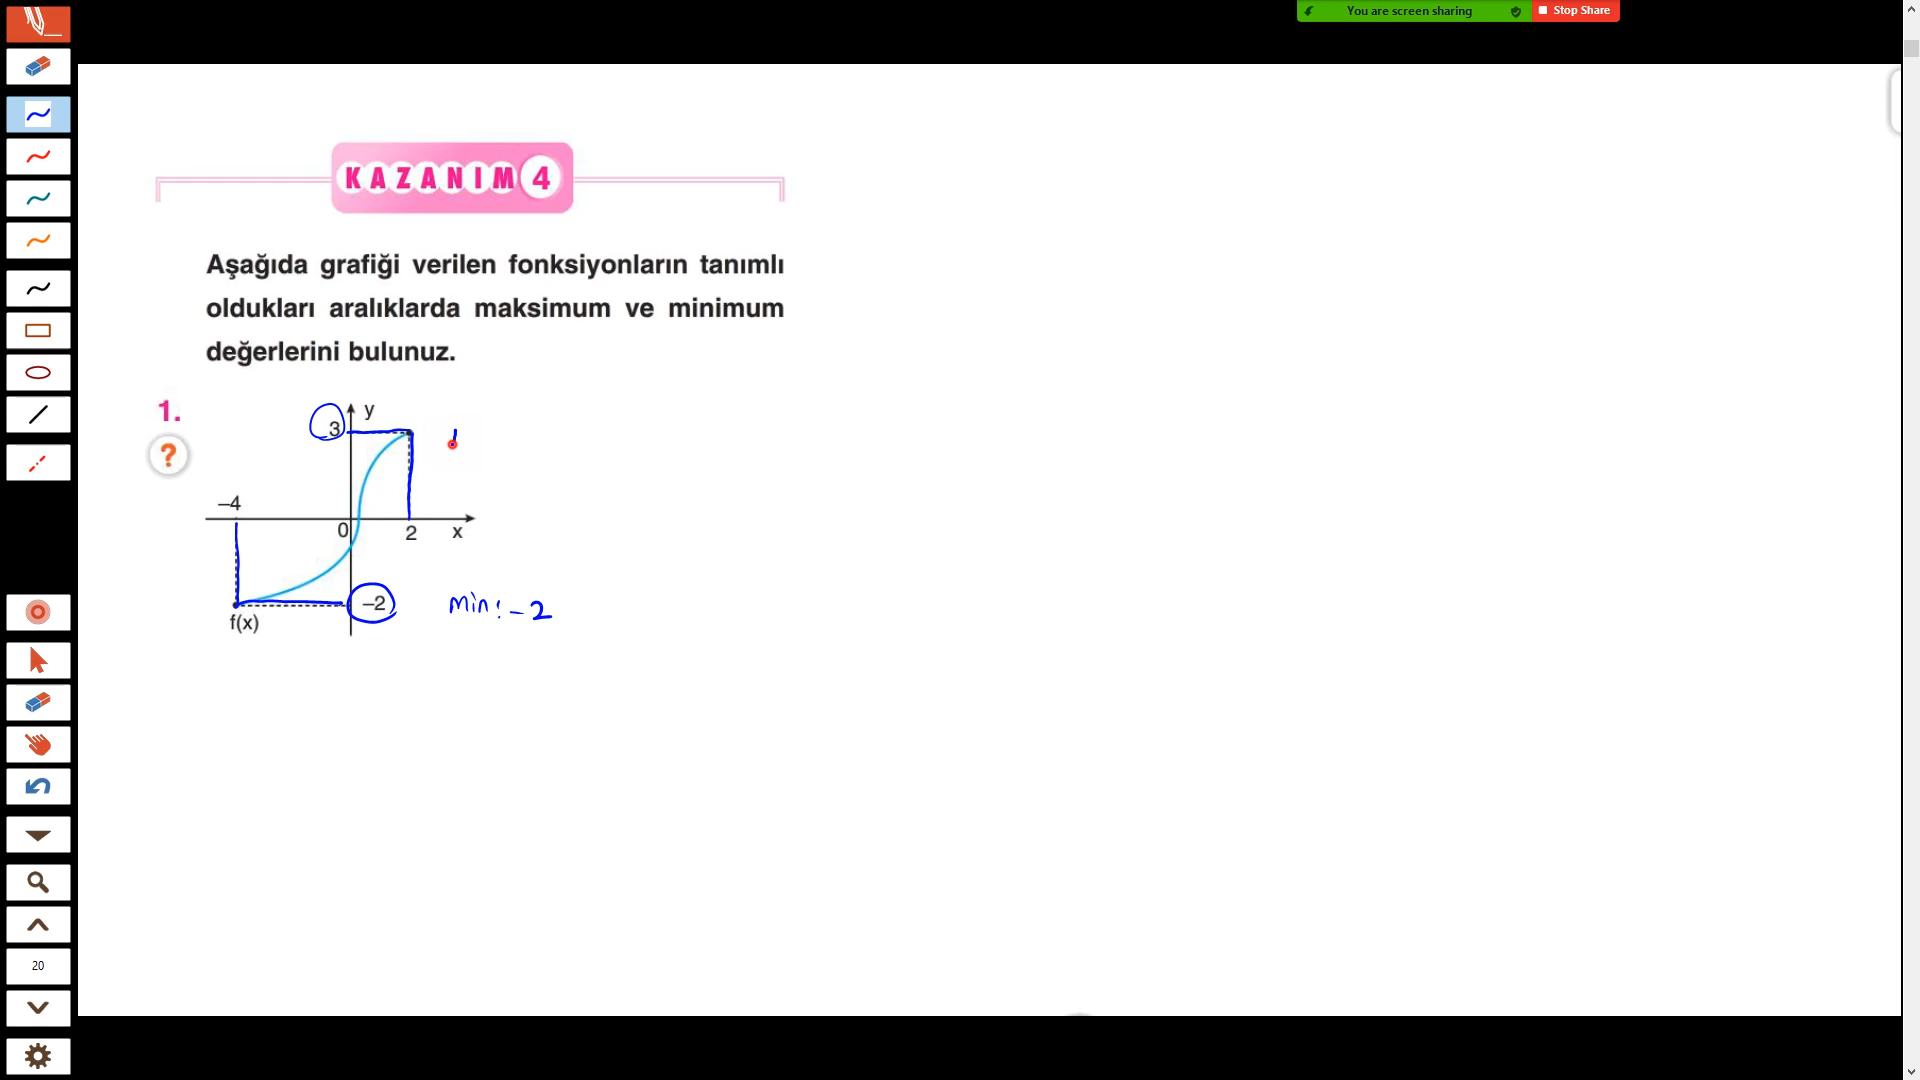 You are screen sharing
Stop Share
KAZANIM 4
Aşağıda grafiği verilen fonksiyonların tanımlı
oldukları aralıklarda maksimum ve minimum
değerlerini bulunuz.
1.
?
y
3
–4
0
2
x
–2
f(x)
min: -2
20